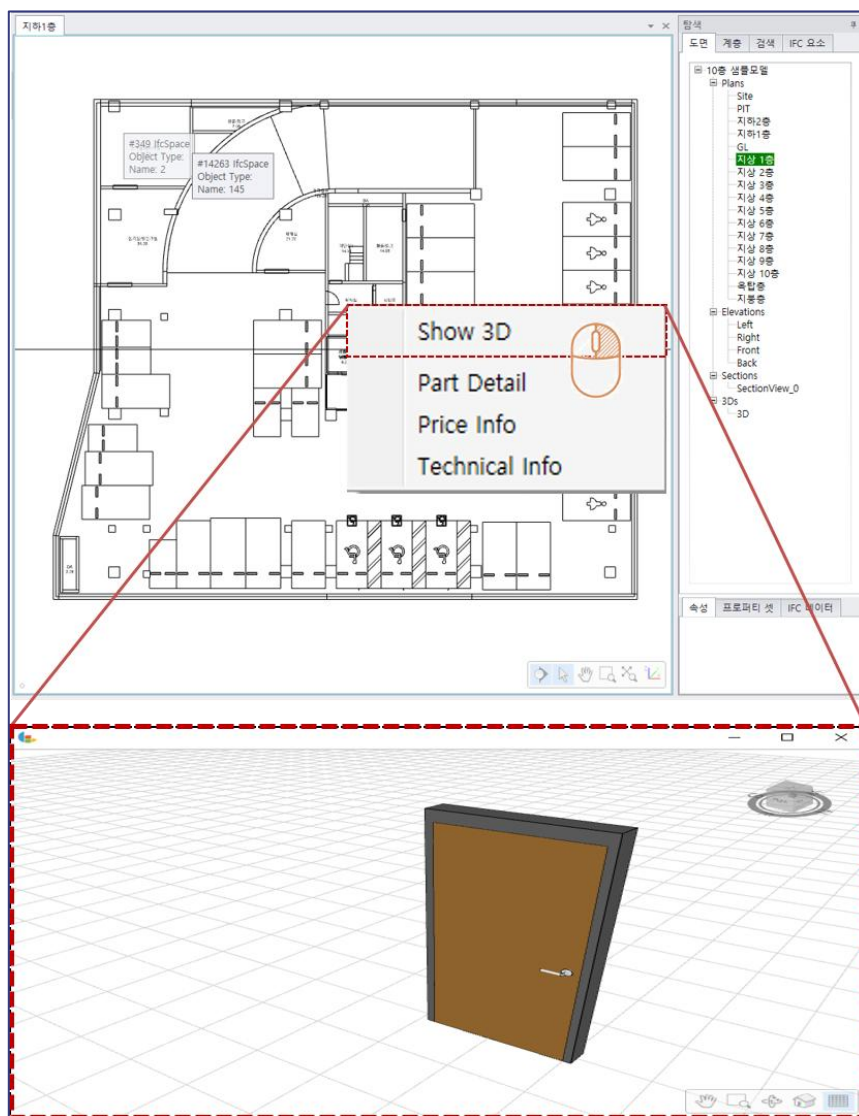 지하1층
탐색
도면 계층 검색 IFC 요소
10층 샘플모델
Plans
Site
PIT
지하2층
지하1층
GL
지상 1층
지상 2층
지상 3층
지상 4층
지상 5층
지상 6층
지상 7층
지상 8층
지상 9층
지상 10층
옥탑층
지붕층
Elevations
Left
Right
Front
Back
Sections
SectionView_0
3Ds
3D
#349 IfcSpace
Object Type:
Name: 2
#14263 IfcSpace
Object Type:
Name: 145
Show 3D
Part Detail
Price Info
Technical Info
속성 프로퍼티 셋 IFC 데이터